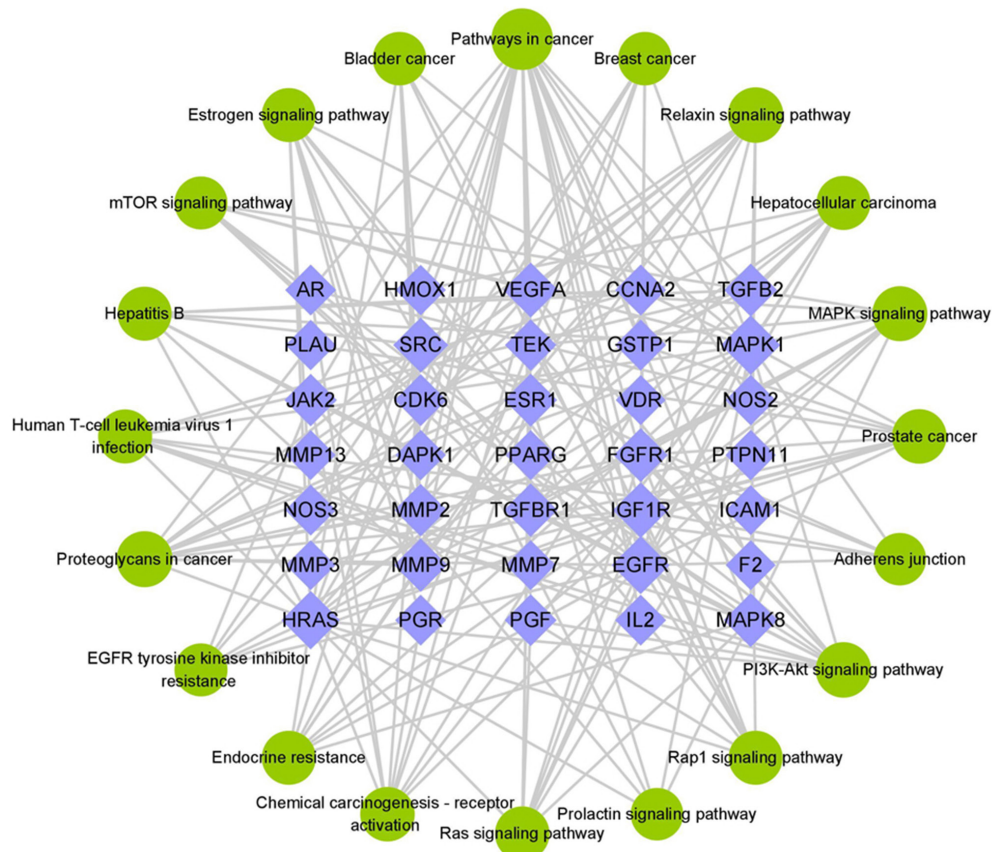 Pathways in cancer
Bladder cancer
Breast cancer
Estrogen signaling pathway
Relaxin signaling pathway
mTOR signaling pathway
Hepatocellular carcinoma
AR
HMOX1
VEGFA
CCNA2
TGFB2
Hepatitis B
MAPK signaling pathway
PLAU
SRC
TEK
GSTP1
MAPK1
JAK2
CDK6
ESR1
VDR
NOS2
Human T-cell leukemia virus 1
infection
Prostate cancer
MMP13
DAPK1
PPARG
FGFR1
PTPN11
NOS3
MMP2
TGFBR1
IGF1R
ICAM1
Proteoglycans in cancer
Adherens junction
MMP3
MMP9
MMP7
EGFR
F2
HRAS
PGR
PGF
IL2
MAPK8
EGFR tyrosine kinase inhibitor
resistance
PI3K-Akt signaling pathway
Endocrine resistance
Rap1 signaling pathway
Chemical carcinogenesis - receptor
activation
Ras signaling pathway
Prolactin signaling pathway